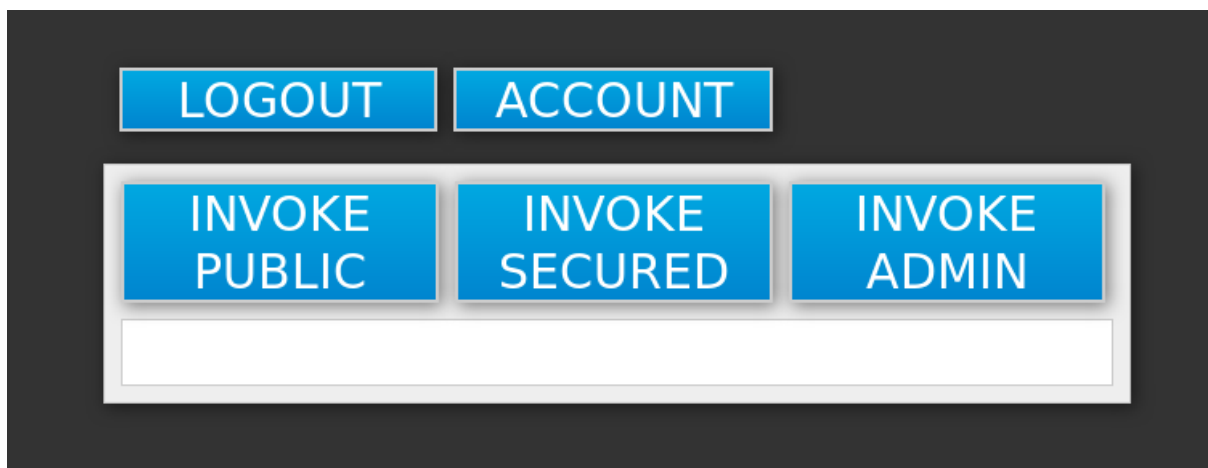 LOGOUT
ACCOUNT
INVOKE
PUBLIC
INVOKE
SECURED
INVOKE
ADMIN